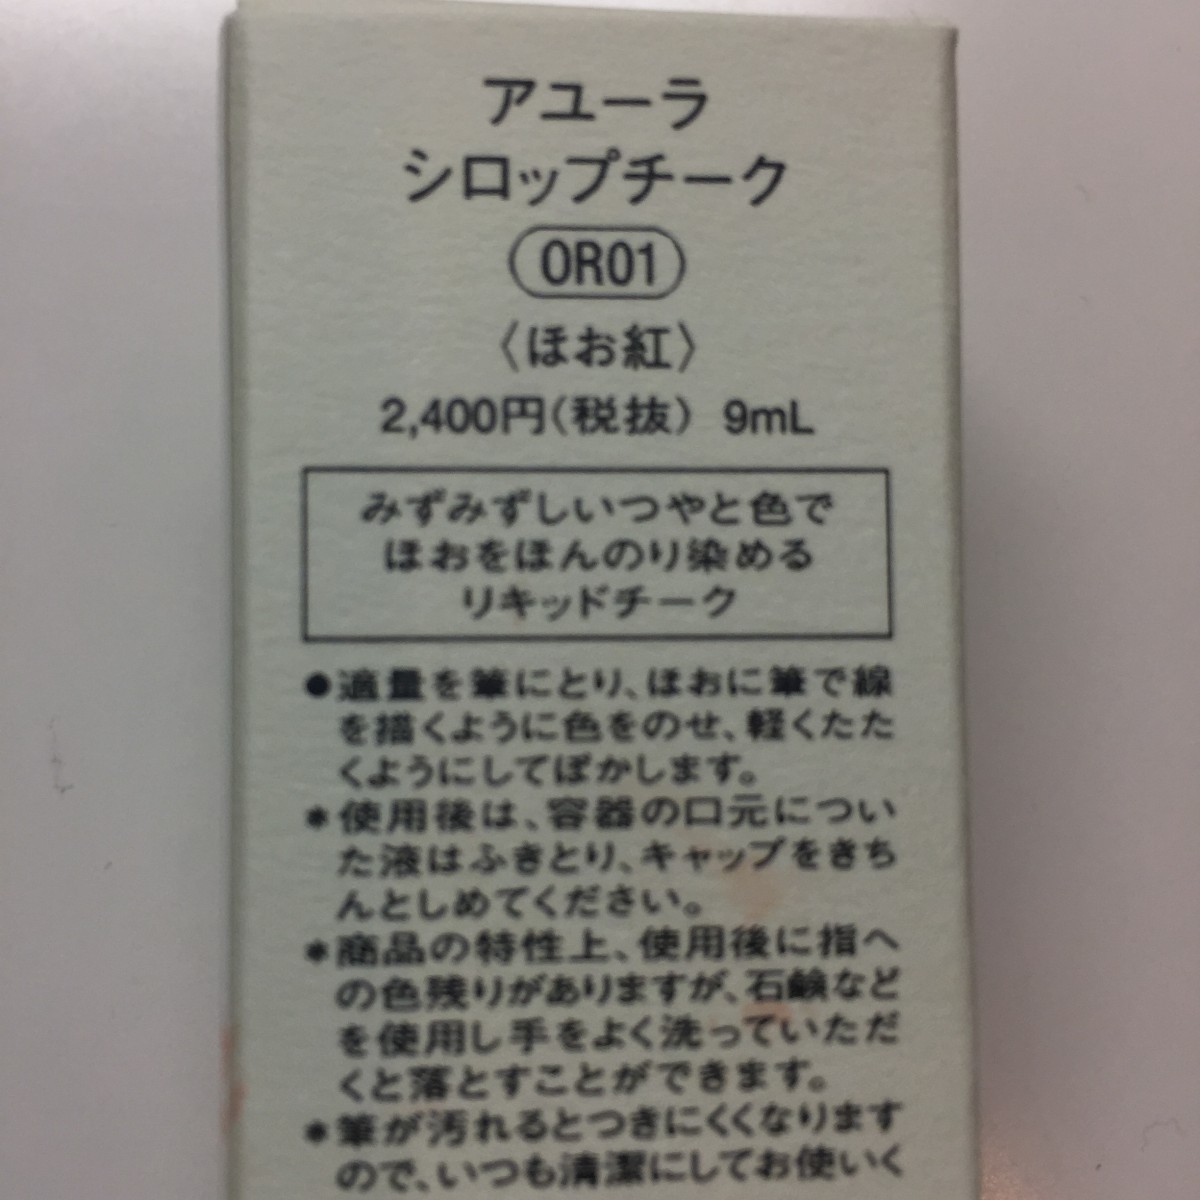 アユーラ
シロップチーク
OR01
〈ほお紅〉
2,400円(税抜) 9mL
みずみずしいつやと色で
ほおをほんのり染める
リキッドチーク
●適量を筆にとり、ほおに筆で線
を描くように色をのせ、軽くたた
くようにしてぼかします。
*使用後は、容器の口元につい
た液はふきとり、キャップをきち
んとしめてください。
*商品の特性上、使用後に指へ
の色残りがありますが、石鹸など
を使用し手をよく洗っていただ
くと落とすことができます。
*筆が汚れるとつきにくくなります
ので、いつも清潔にしてお使いく